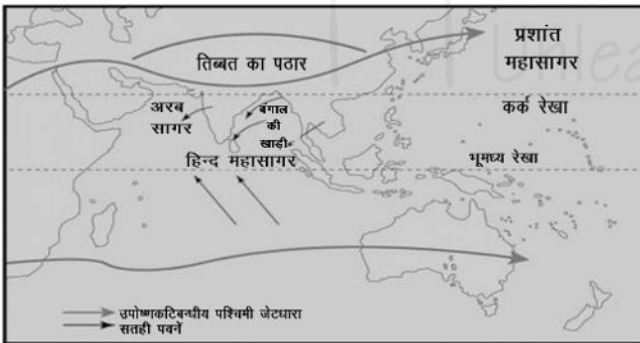 प्रशांत
महासागर
तिब्बत का पठार
अरब
सागर
बंगाल
की
खाड़ी
कर्क रेखा
हिन्द महासागर
भूमध्य रेखा
उपोष्णकटिबन्धीय पश्चिमी जेटधारा
सतही पवनें